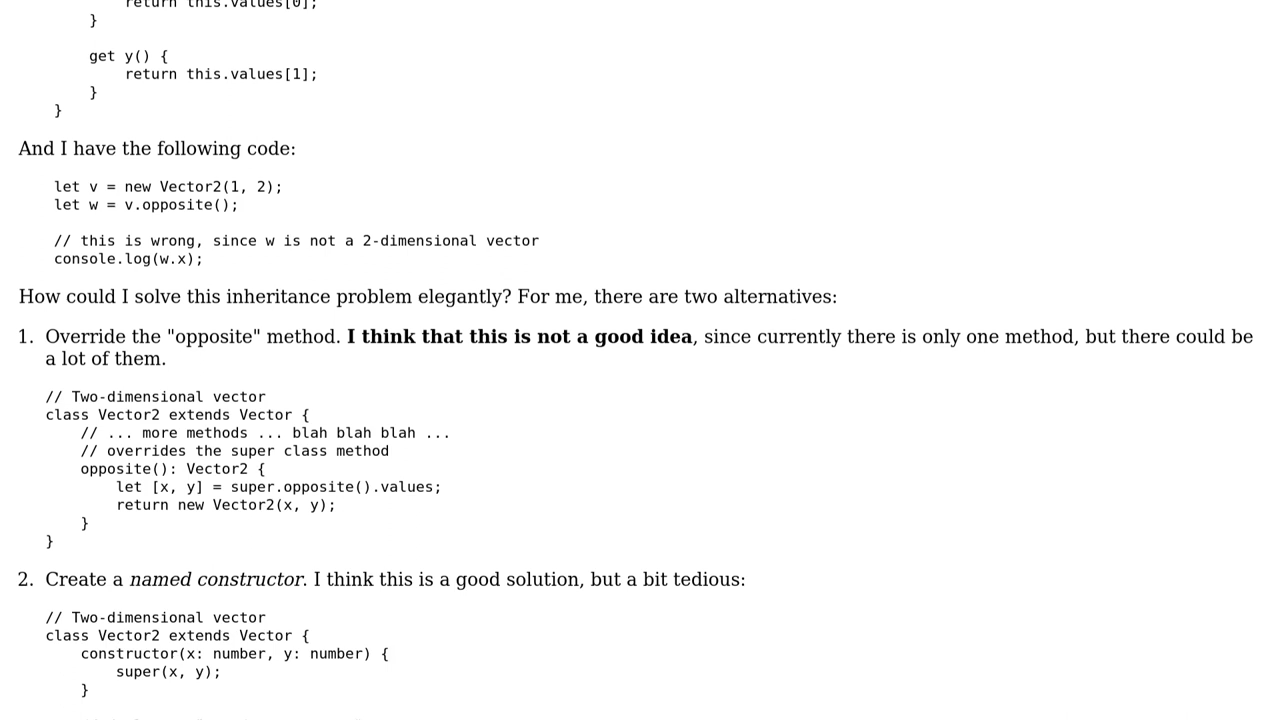 return this.values[0];
}
get y() {
return this.values[1];
}
}
And I have the following code:
let v = new Vector2(1, 2);
let w = v.opposite();
// this is wrong, since w is not a 2-dimensional vector
console.log(w.x);
How could I solve this inheritance problem elegantly? For me, there are two alternatives:
1. Override the "opposite" method. I think that this is not a good idea, since currently there is only one method, but there could be
a lot of them.
// Two-dimensional vector
class Vector2 extends Vector {
// ... more methods ... blah blah blah ...
// overrides the super class method
opposite(): Vector2 {
let [x, y] = super.opposite().values;
return new Vector2(x, y);
}
}
2. Create a named constructor. I think this is a good solution, but a bit tedious:
// Two-dimensional vector
class Vector2 extends Vector {
constructor(x: number, y: number) {
super(x, y);
}